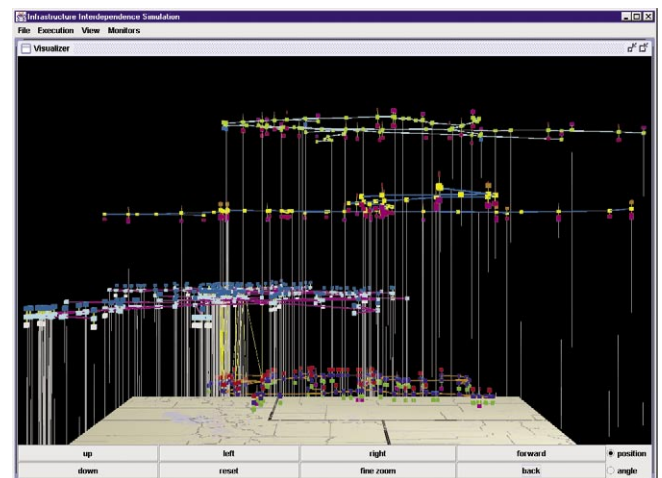 Infrastructure Interdependence Simulation
File Execution View Monitors
Visualizer
up left right forward position
down reset fine zoom back angle